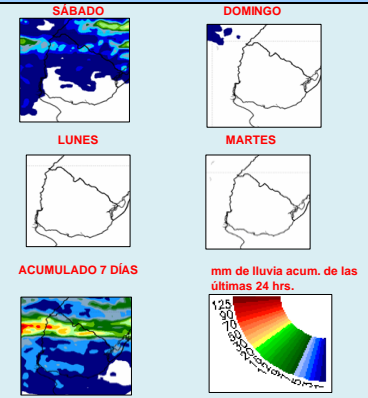 SÁBADO
DOMINGO
LUNES
MARTES
ACUMULADO 7 DÍAS
mm de lluvia acum. de las
últimas 24 hrs.
125
90
70